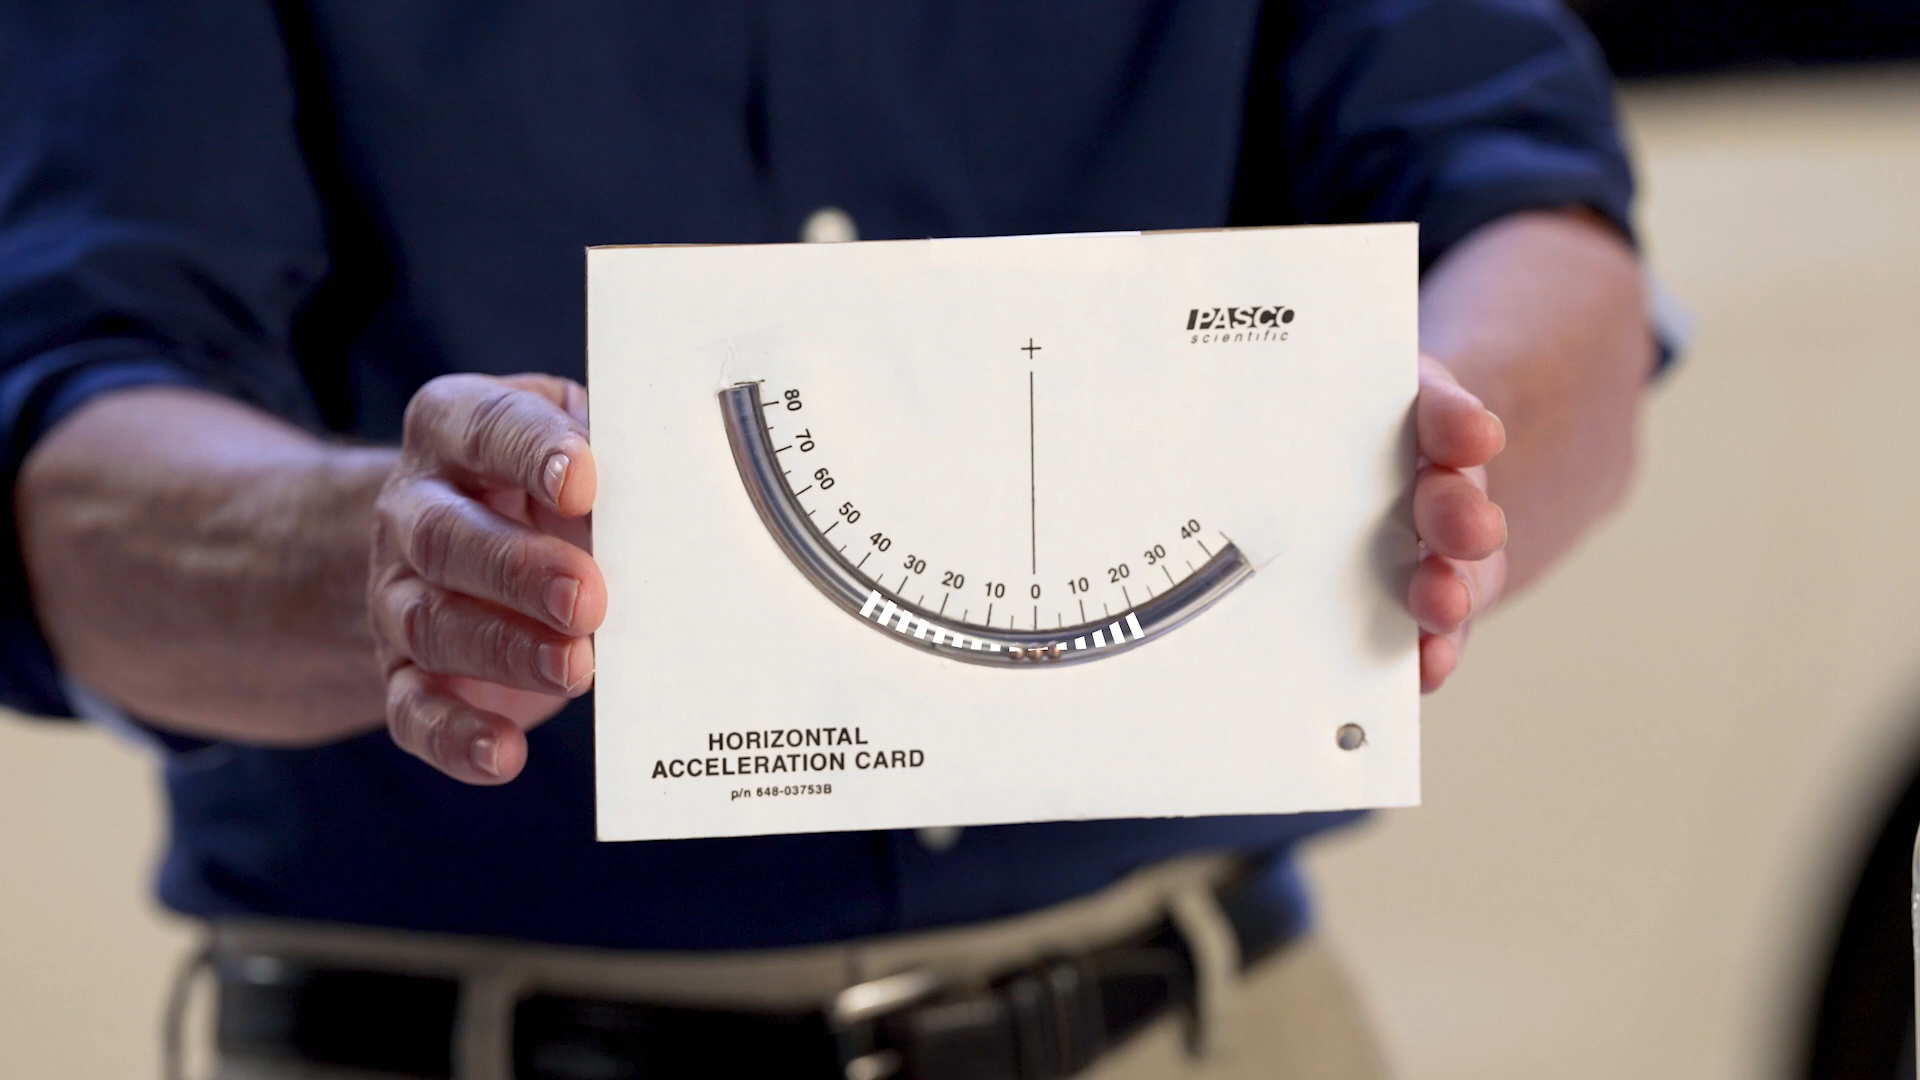 PASCO
scientific
+
80
70
60
50
40
30
20
10
0
10
20
30
40
HORIZONTAL
ACCELERATION CARD
p/n 648-03753B